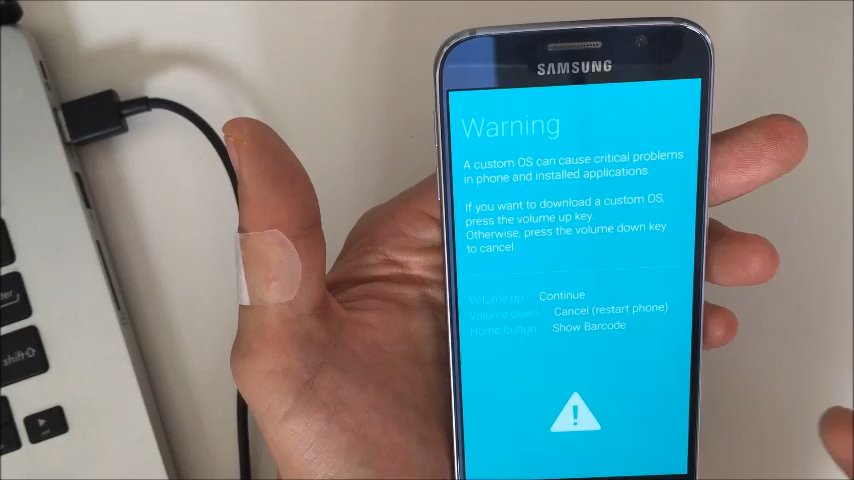 SAMSUNG
Warning
A custom OS can cause critical problems
in phone and installed applications.
If you want to download a custom OS,
press the volume up key.
Otherwise, press the volume down key
to cancel.
Volume up : Continue
Volume down : Cancel (restart phone)
Home button : Show Barcode
shift